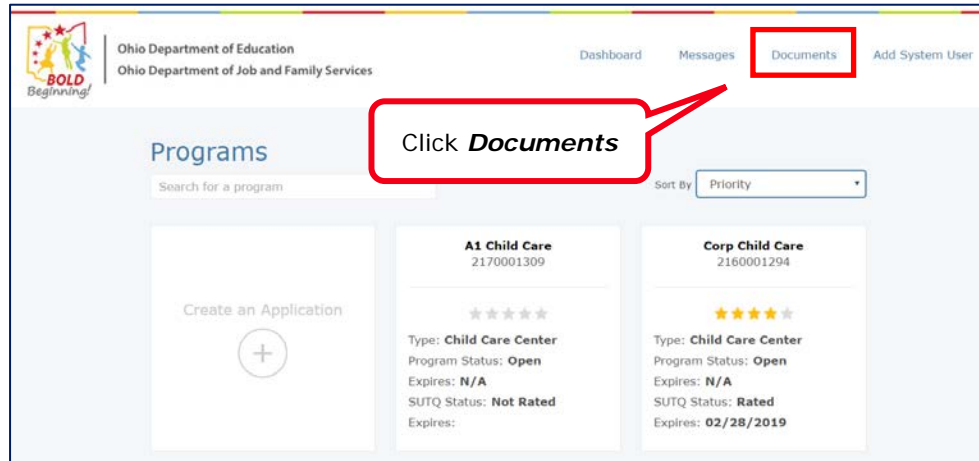 BOLD
Beginning!
Ohio Department of Education
Ohio Department of Job and Family Services
Dashboard Messages Documents Add System User
Click Documents
Programs
Search for a program
Sort By Priority
Create an Application
A1 Child Care
2170001309
Type: Child Care Center
Program Status: Open
Expires: N/A
SUTQ Status: Not Rated
Expires:
Corp Child Care
2160001294
Type: Child Care Center
Program Status: Open
Expires: N/A
SUTQ Status: Rated
Expires: 02/28/2019